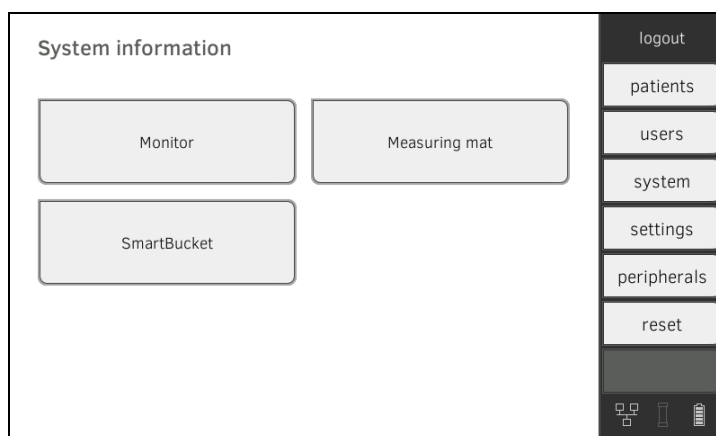 System information
Monitor
Measuring mat
SmartBucket
logout
patients
users
system
settings
peripherals
reset